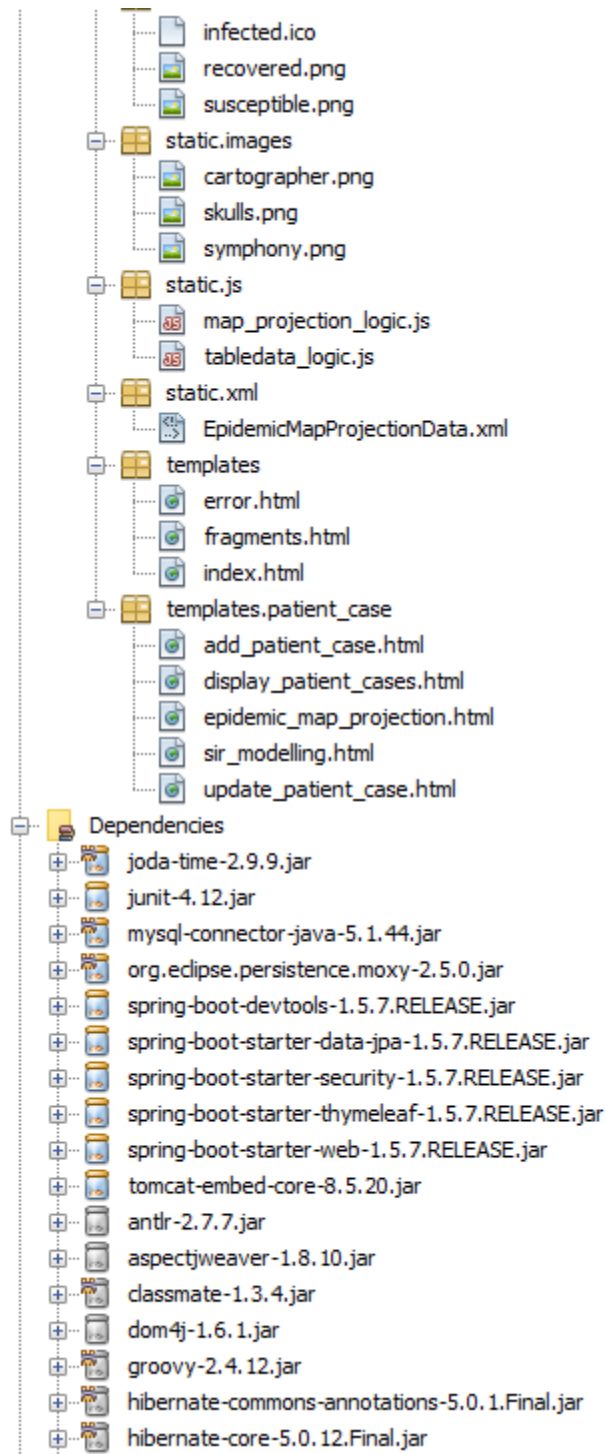 infected.ico
recovered.png
susceptible.png
static.images
cartographer.png
skulls.png
symphony.png
static.js
map_projection_logic.js
tabledata_logic.js
static.xml
EpidemicMapProjectionData.xml
templates
error.html
fragments.html
index.html
templates.patient_case
add_patient_case.html
display_patient_cases.html
epidemic_map_projection.html
sir_modelling.html
update_patient_case.html
Dependencies
joda-time-2.9.9.jar
junit-4.12.jar
mysql-connector-java-5.1.44.jar
org.eclipse.persistence.moxy-2.5.0.jar
spring-boot-devtools-1.5.7.RELEASE.jar
spring-boot-starter-data-jpa-1.5.7.RELEASE.jar
spring-boot-starter-security-1.5.7.RELEASE.jar
spring-boot-starter-thymeleaf-1.5.7.RELEASE.jar
spring-boot-starter-web-1.5.7.RELEASE.jar
tomcat-embed-core-8.5.20.jar
antlr-2.7.7.jar
aspectjweaver-1.8.10.jar
classmate-1.3.4.jar
dom4j-1.6.1.jar
groovy-2.4.12.jar
hibernate-commons-annotations-5.0.1.Final.jar
hibernate-core-5.0.12.Final.jar